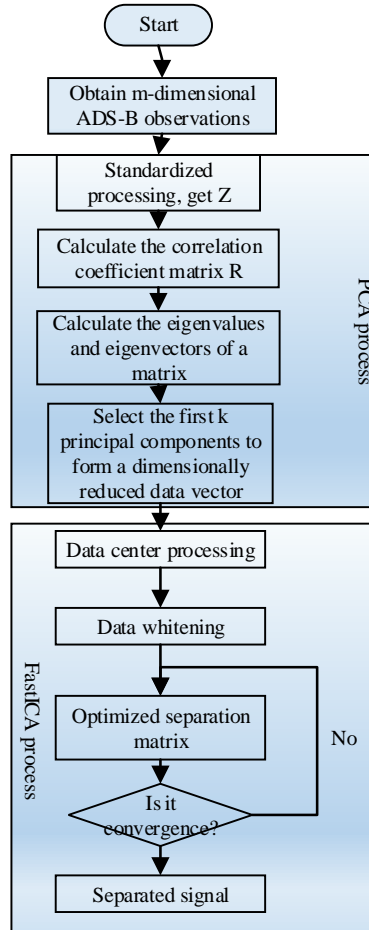 Start
Obtain m-dimensional
ADS-B observations
Standardized
processing, get Z
Calculate the correlation
coefficient matrix R
Calculate the eigenvalues
and eigenvectors of a
matrix
Select the first k
principal components to
form a dimensionally
reduced data vector
PCA process
Data center processing
Data whitening
Optimized separation
matrix
Is it
convergence?
No
Separated signal
FastICA process